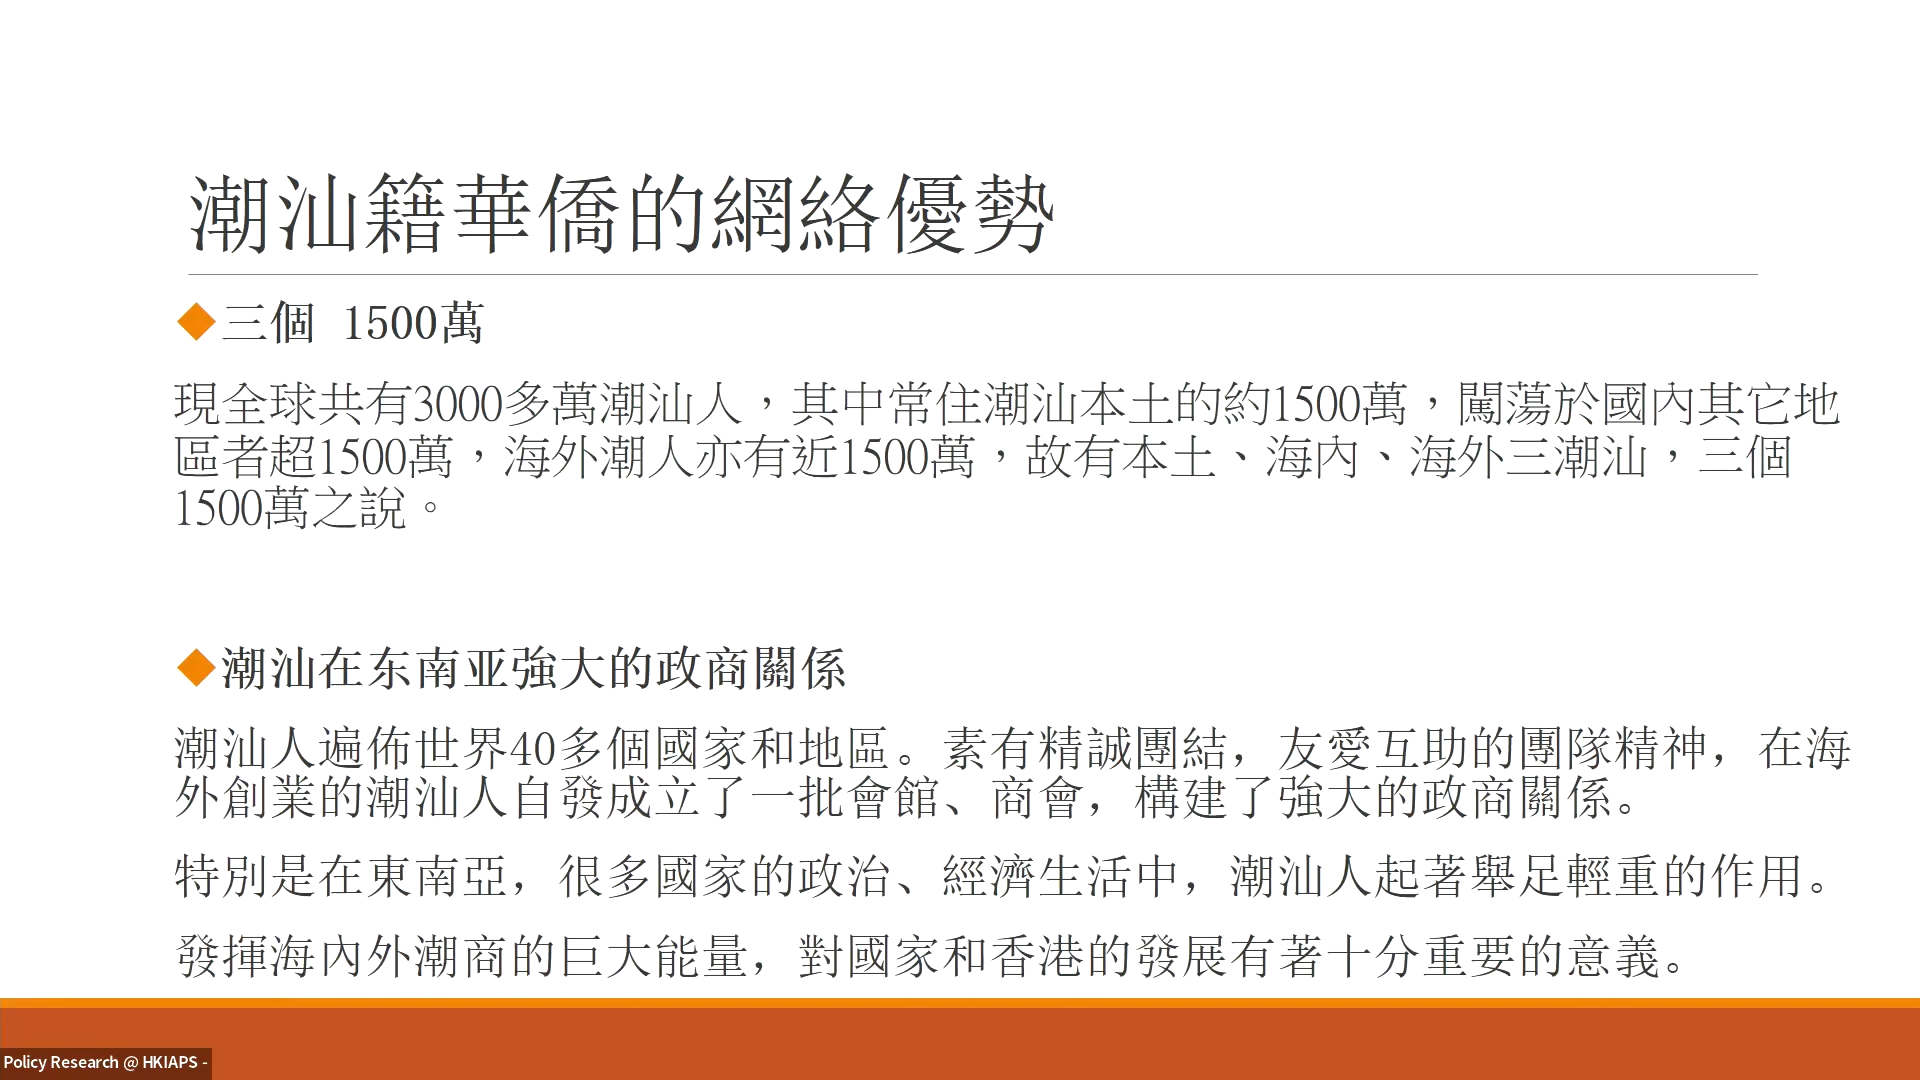 潮汕籍華僑的網絡優勢
三個 1500萬
現全球共有3000多萬潮汕人，其中常住潮汕本土的約1500萬，闖蕩於國內其它地
區者超1500萬，海外潮人亦有近1500萬，故有本土、海內、海外三潮汕，三個
1500萬之說。
潮汕在东南亚強大的政商關係
潮汕人遍佈世界40多個國家和地區。素有精誠團結，友愛互助的團隊精神，在海
外創業的潮汕人自發成立了一批會館、商會，構建了強大的政商關係。
特別是在東南亞，很多國家的政治、經濟生活中，潮汕人起著舉足輕重的作用。
發揮海內外潮商的巨大能量，對國家和香港的發展有著十分重要的意義。
Policy Research @ HKIAPS -